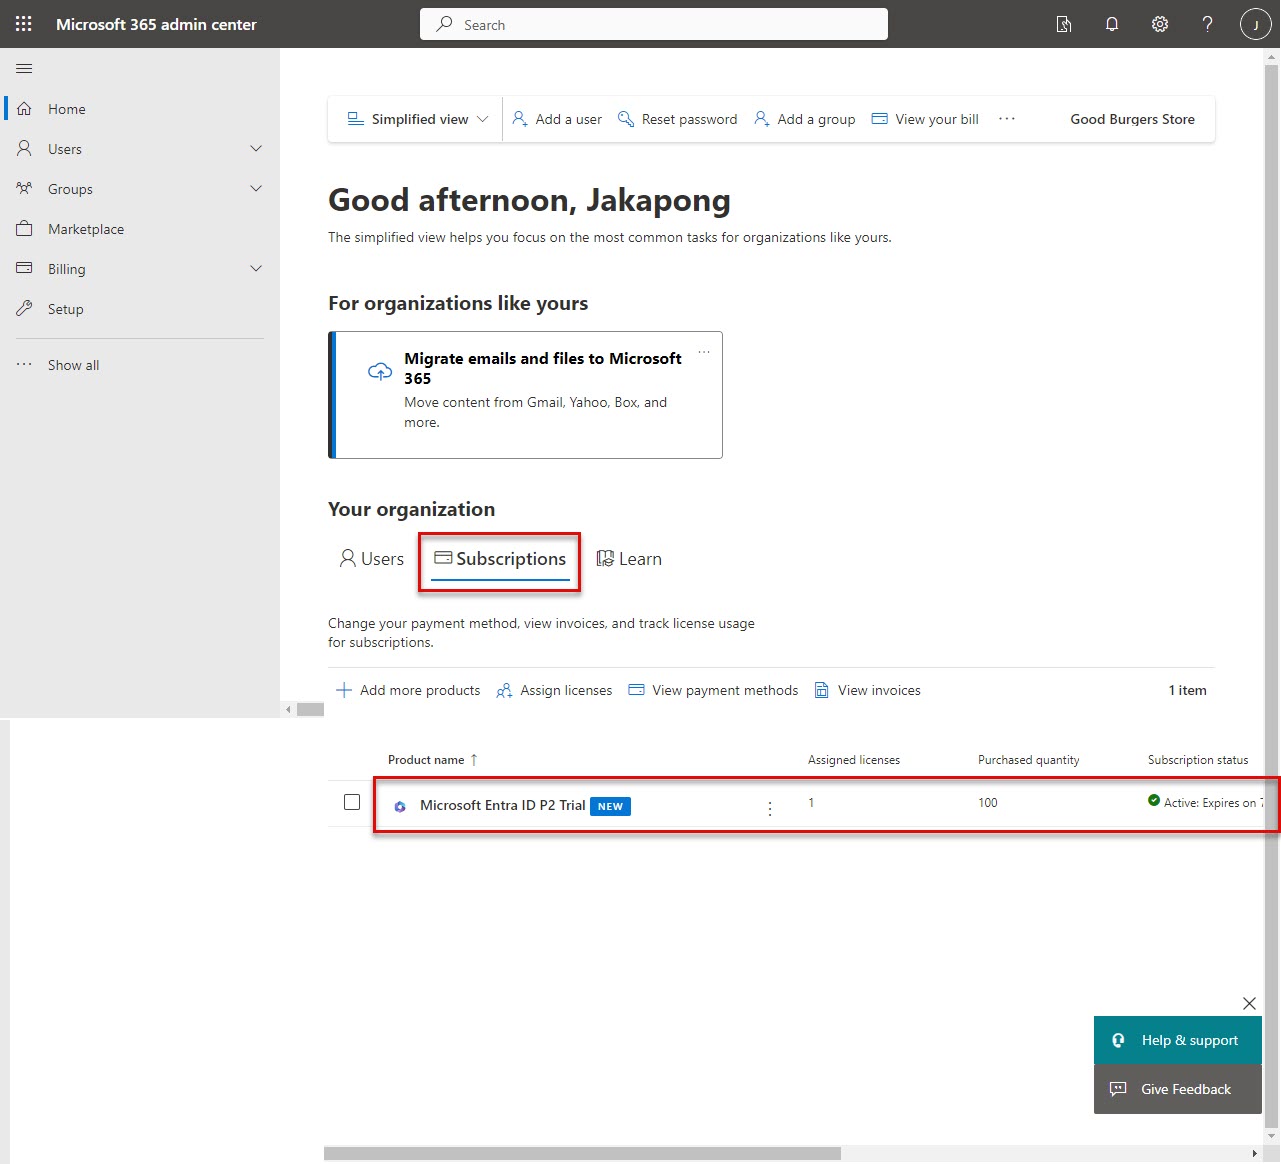 Microsoft 365 admin center
Search
J
Home
Users
Groups
Marketplace
Billing
Setup
Show all
Simplified view
Add a user
Reset password
Add a group
View your bill
Good Burgers Store
Good afternoon, Jakapong
The simplified view helps you focus on the most common tasks for organizations like yours.
For organizations like yours
Migrate emails and files to Microsoft
365
Move content from Gmail, Yahoo, Box, and
more.
Your organization
Users
Subscriptions
Learn
Change your payment method, view invoices, and track license usage
for subscriptions.
Add more products
Assign licenses
View payment methods
View invoices
1 item
Product name ↑
Assigned licenses
Purchased quantity
Subscription status
Microsoft Entra ID P2 Trial NEW
1
100
Active: Expires on
Help & support
Give Feedback